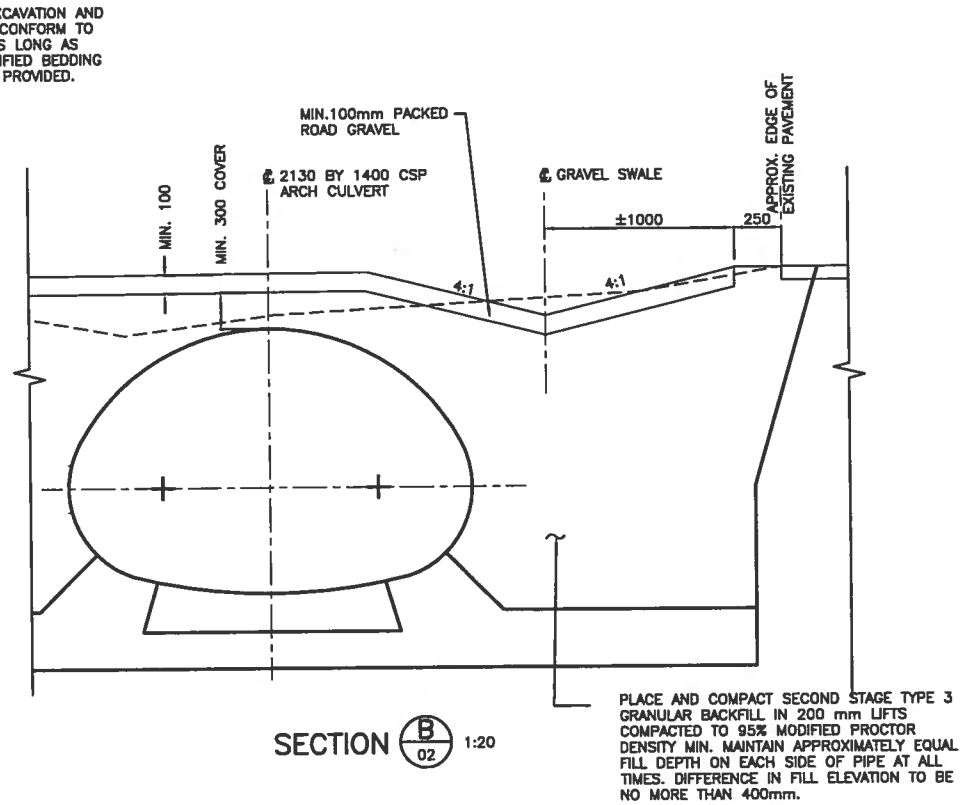 XCAVATION AND
CONFORM TO
S LONG AS
IFIED BEDDING
PROVIDED.
MIN.100mm PACKED
ROAD GRAVEL
MIN. 100
MIN. 300 COVER
℄ 2130 BY 1400 CSP
ARCH CULVERT
℄ GRAVEL SWALE
APPROX. EDGE OF
EXISTING PAVEMENT
±1000
250
4:1
4:1
PLACE AND COMPACT SECOND STAGE TYPE 3
GRANULAR BACKFILL IN 200 mm LIFTS
COMPACTED TO 95% MODIFIED PROCTOR
DENSITY MIN. MAINTAIN APPROXIMATELY EQUAL
FILL DEPTH ON EACH SIDE OF PIPE AT ALL
TIMES. DIFFERENCE IN FILL ELEVATION TO BE
NO MORE THAN 400mm.
SECTION B 1:20
02